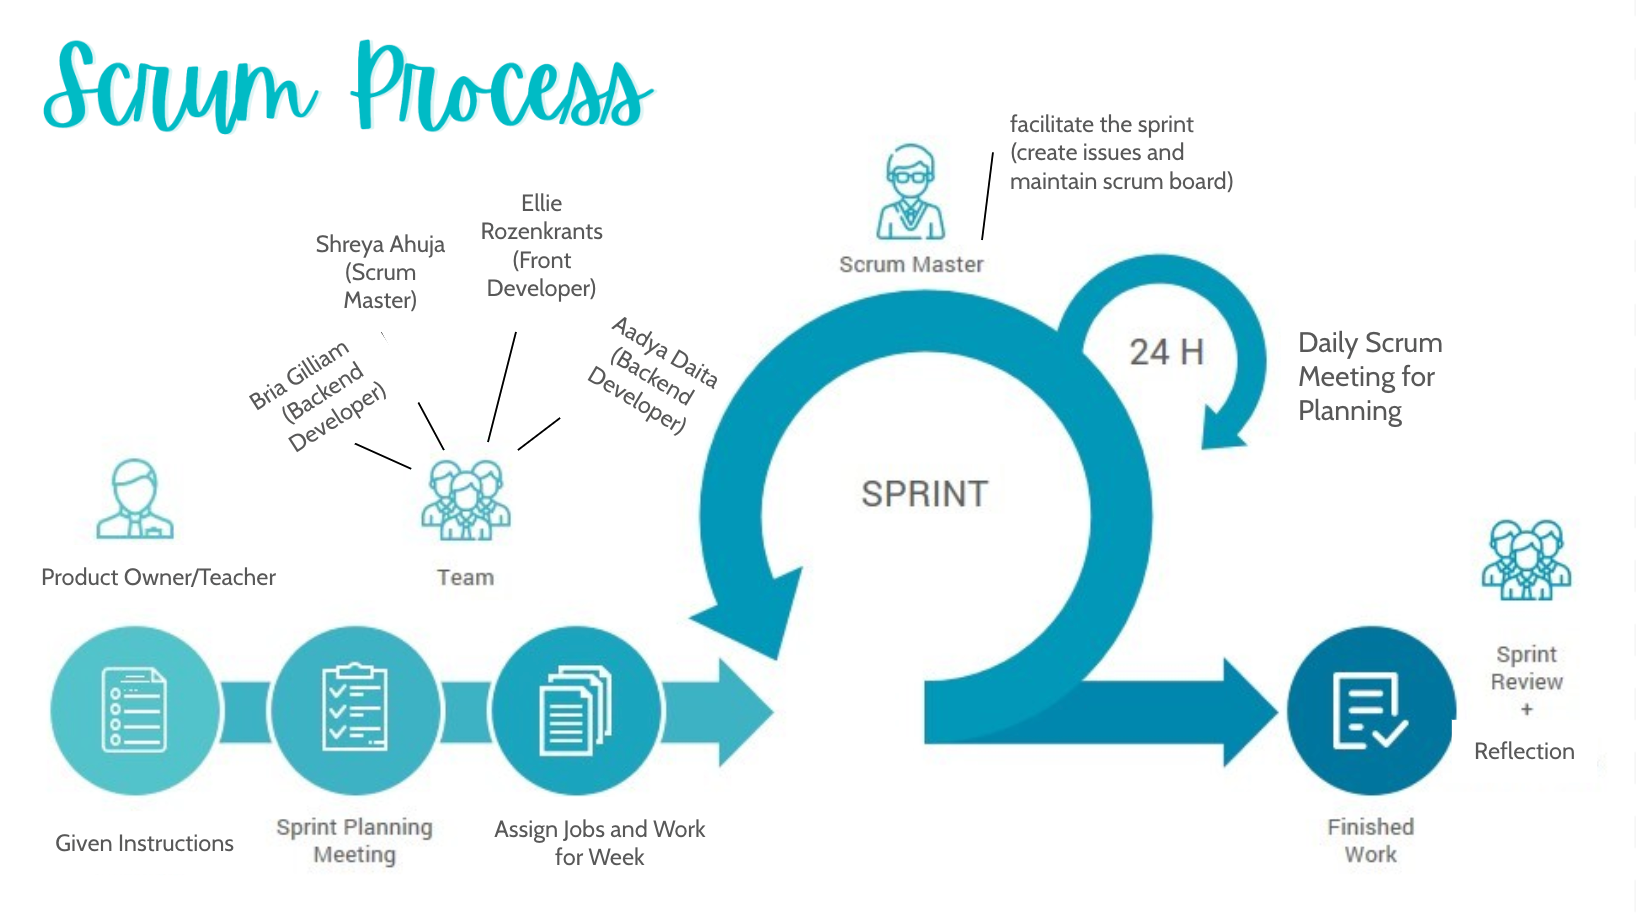 Scrum Process
facilitate the sprint
(create issues and
maintain scrum board)
Scrum Master
Ellie
Rozenkrants
(Front
Developer)
Shreya Ahuja
(Scrum
Master)
Bria Gilliam
(Backend
Developer)
Aadya Daita
(Backend
Developer)
24 H
Daily Scrum
Meeting for
Planning
SPRINT
Product Owner/Teacher
Team
Given Instructions
Sprint Planning
Meeting
Assign Jobs and Work
for Week
Finished
Work
Sprint
Review
+
Reflection